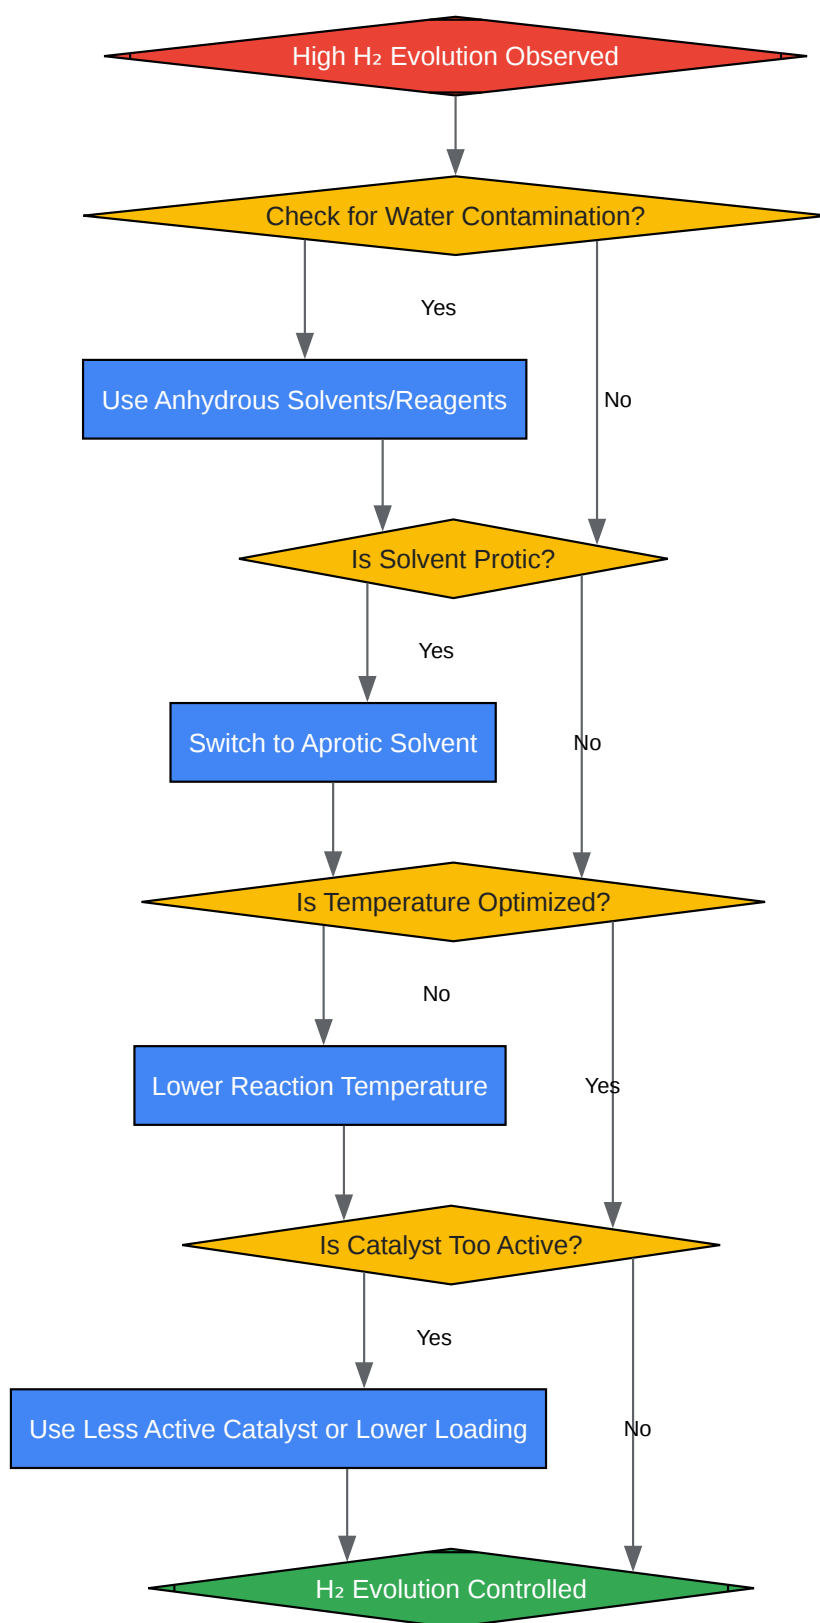 High H₂ Evolution Observed
Check for Water Contamination?
Yes
Use Anhydrous Solvents/Reagents
No
Is Solvent Protic?
Yes
Switch to Aprotic Solvent
No
Is Temperature Optimized?
No
Lower Reaction Temperature
Yes
Is Catalyst Too Active?
Yes
Use Less Active Catalyst or Lower Loading
No
H₂ Evolution Controlled